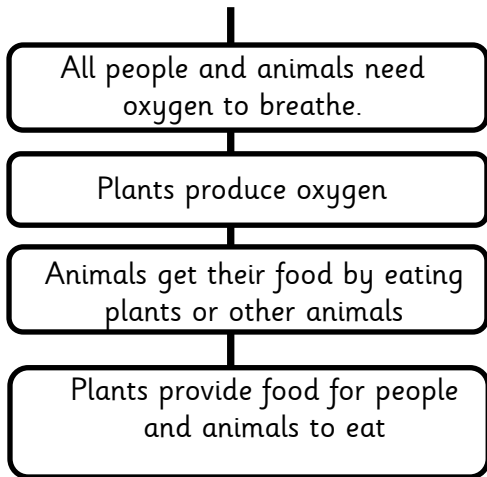 All people and animals need
oxygen to breathe.
Plants produce oxygen
Animals get their food by eating
plants or other animals
Plants provide food for people
and animals to eat